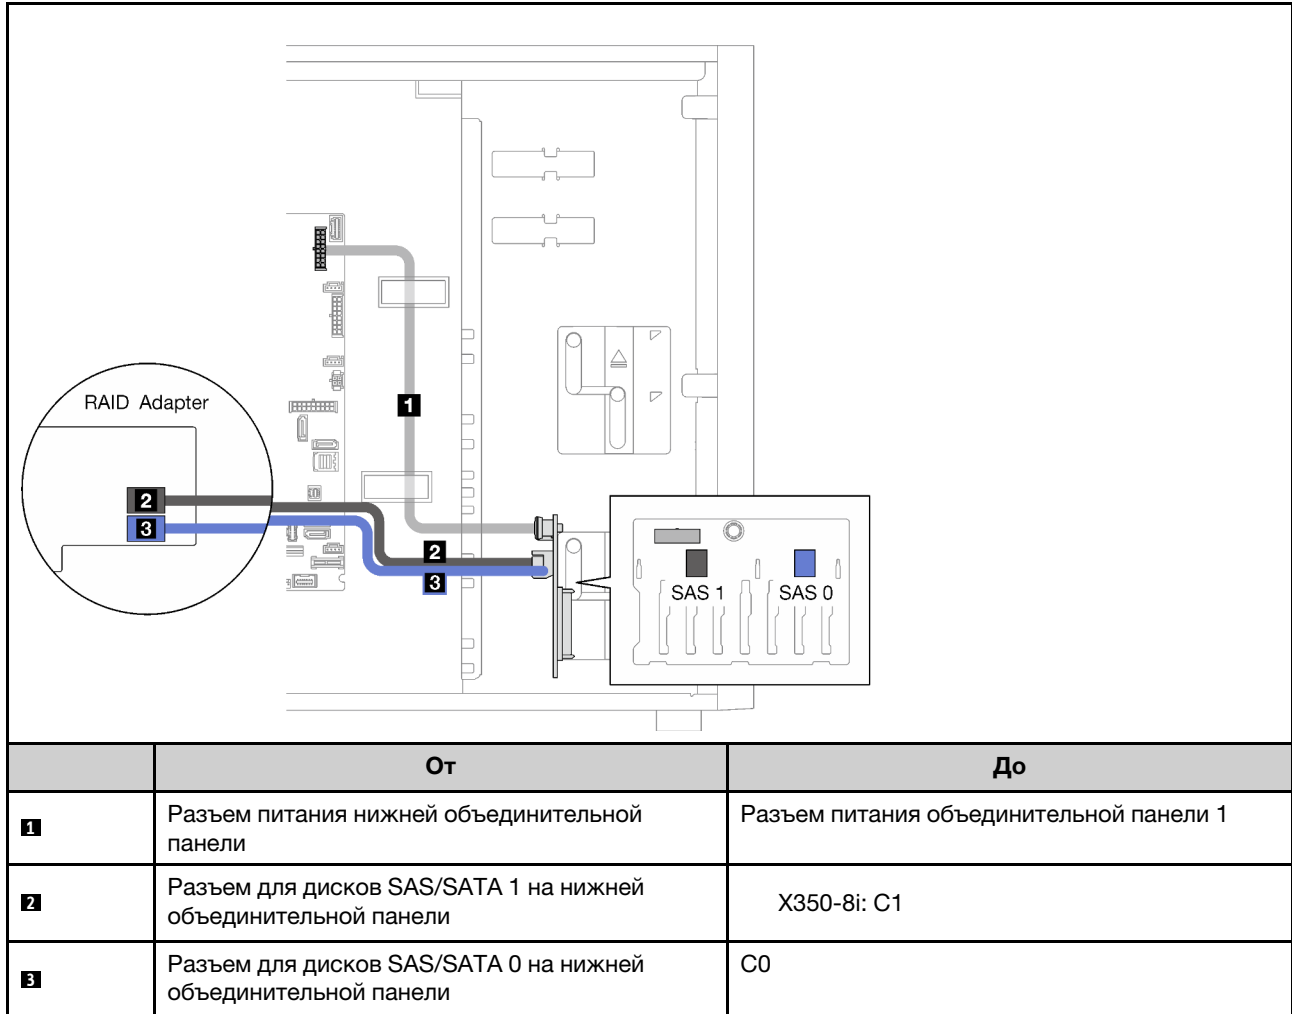 RAID Adapter
1
2
3
2
3
SAS 1 SAS 0
От До
1 Разъем питания нижней объединительной панели Разъем питания объединительной панели 1
2 Разъем для дисков SAS/SATA 1 на нижней объединительной панели X350-8i: C1
3 Разъем для дисков SAS/SATA 0 на нижней объединительной панели C0